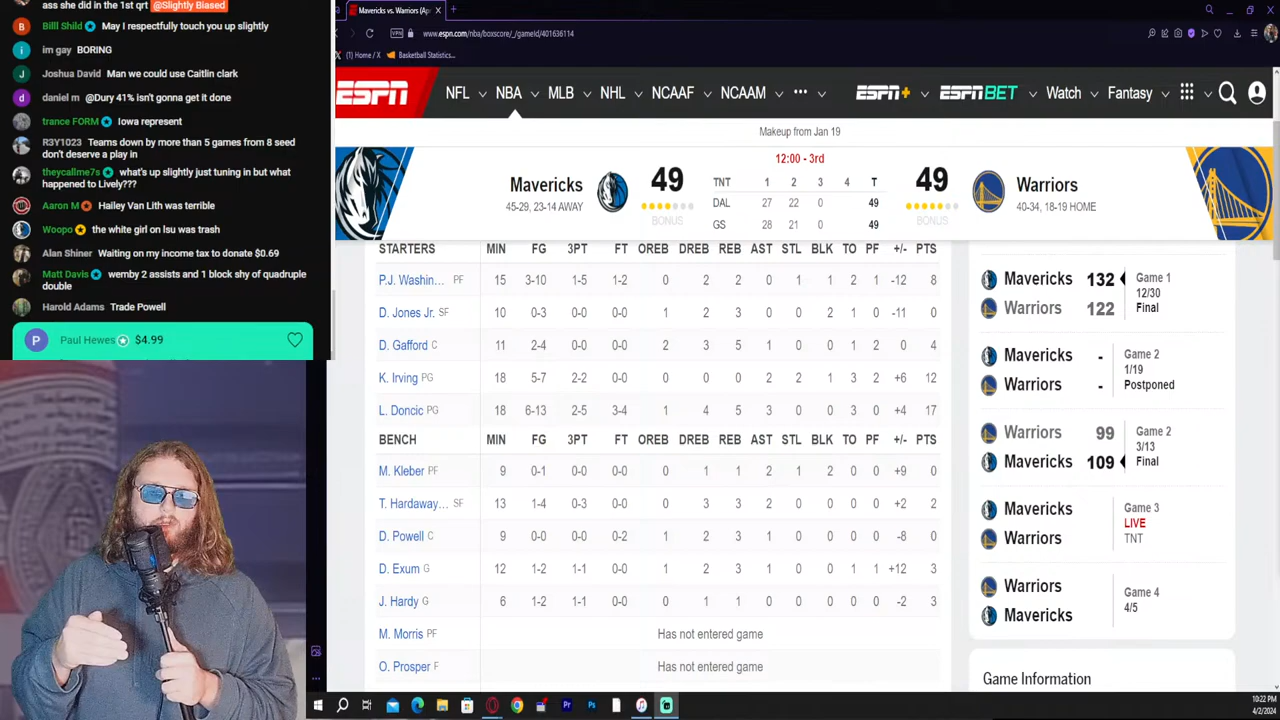 ass she did in the 1st qrt @Slightly Biased
Billl Shild May I respectfully touch you up slightly
im gay BORING
Joshua David Man we could use Caitlin clark
daniel m @Dury 41% isn't gonna get it done
trance FORM Iowa represent
R3Y1023 Teams down by more than 5 games from 8 seed
don't deserve a play in
theycallme7s what's up slightly just tuning in but what
happened to Lively???
Aaron M Hailey Van Lith was terrible
Woopo the white girl on lsu was trash
Alan Shiner Waiting on my income tax to donate $0.69
Matt Davis wemby 2 assists and 1 block shy of quadruple
double
Harold Adams Trade Powell
P Paul Hewes $4.99
Mavericks vs. Warriors (Ap
VPN www.espn.com/nba/boxscore/_/gameId/401636114
(1) Home / X Basketball Statistics...
ESPN NFL NBA MLB NHL NCAAF NCAAM ESPN+ ESPN BET Watch Fantasy
Makeup from Jan 19
Mavericks
45-29, 23-14 AWAY
49
BONUS
12:00 - 3rd
TNT 1 2 3 4 T
DAL 27 22 0 49
GS 28 21 0 49
49
BONUS
Warriors
40-34, 18-19 HOME
STARTERS MIN FG 3PT FT OREB DREB REB AST STL BLK TO PF +/- PTS
P.J. Washin... PF 15 3-10 1-5 1-2 0 2 2 0 1 1 2 1 -12 8
D. Jones Jr. SF 10 0-3 0-0 0-0 1 2 3 0 0 2 1 0 -11 0
D. Gafford C 11 2-4 0-0 0-0 2 3 5 1 0 0 1 2 0 4
K. Irving PG 18 5-7 2-2 0-0 0 0 0 2 2 1 3 2 +6 12
L. Doncic PG 18 6-13 2-5 3-4 1 4 5 3 0 0 3 0 +4 17
BENCH MIN FG 3PT FT OREB DREB REB AST STL BLK TO PF +/- PTS
M. Kleber PF 9 0-1 0-0 0-0 0 1 1 2 1 2 0 0 +9 0
T. Hardaway... SF 13 1-4 0-3 0-0 0 3 3 2 0 0 0 0 +2 2
D. Powell C 9 0-0 0-0 0-2 1 2 3 1 0 0 0 0 -8 0
D. Exum G 12 1-2 1-1 0-0 1 2 3 1 0 0 1 1 +12 3
J. Hardy G 6 1-2 1-1 0-0 0 1 1 0 0 0 0 0 -2 3
M. Morris PF Has not entered game
O. Prosper F Has not entered game
Mavericks 132 Game 1
12/30
Warriors 122 Final
Mavericks - Game 2
1/19
Warriors - Postponed
Warriors 99 Game 2
3/13
Mavericks 109 Final
Mavericks Game 3
LIVE
Warriors TNT
Warriors Game 4
4/5
Mavericks
Game Information
10:22 PM
4/2/2024